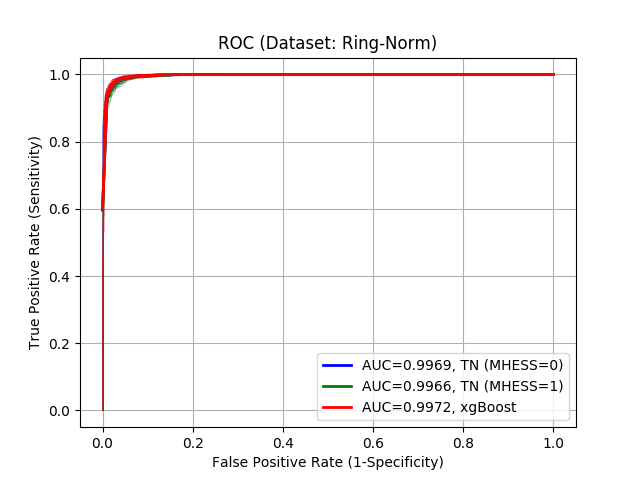 ROC (Dataset: Ring-Norm)
True Positive Rate (Sensitivity)
1.0
0.8
0.6
0.4
0.2
0.0
AUC=0.9969, TN (MHESS=0)
AUC=0.9966, TN (MHESS=1)
AUC=0.9972, xgBoost
0.0 0.2 0.4 0.6 0.8 1.0
False Positive Rate (1-Specificity)